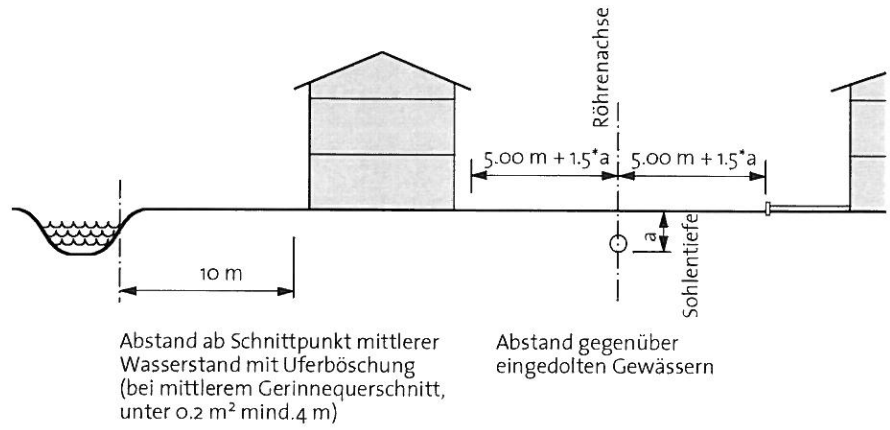 Röhrenachse
5.00 m + 1.5*a
5.00 m + 1.5*a
a
Sohlentiefe
10 m
Abstand ab Schnittpunkt mittlerer
Wasserstand mit Uferböschung
(bei mittlerem Gerinnequerschnitt,
unter 0.2 m² mind.4 m)
Abstand gegenüber
eingedolten Gewässern